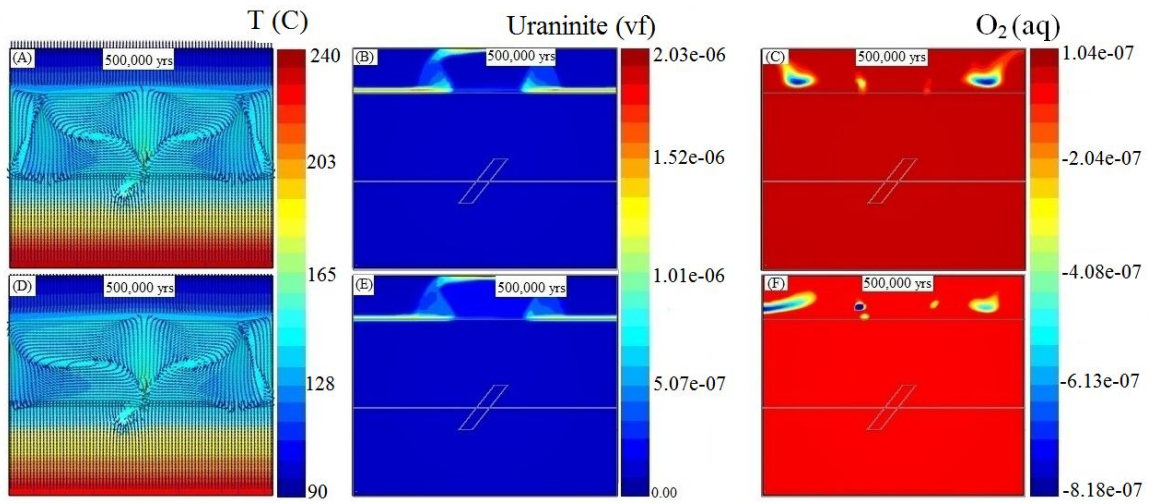 T (C)
Uraninite (vf)
O₂ (aq)
(A)
500,000 yrs
240
203
165
128
90
(B)
500,000 yrs
2.03e-06
1.52e-06
1.01e-06
5.07e-07
0.00
(C)
500,000 yrs
1.04e-07
-2.04e-07
-4.08e-07
-6.13e-07
-8.18e-07
(D)
500,000 yrs
(E)
500,000 yrs
(F)
500,000 yrs